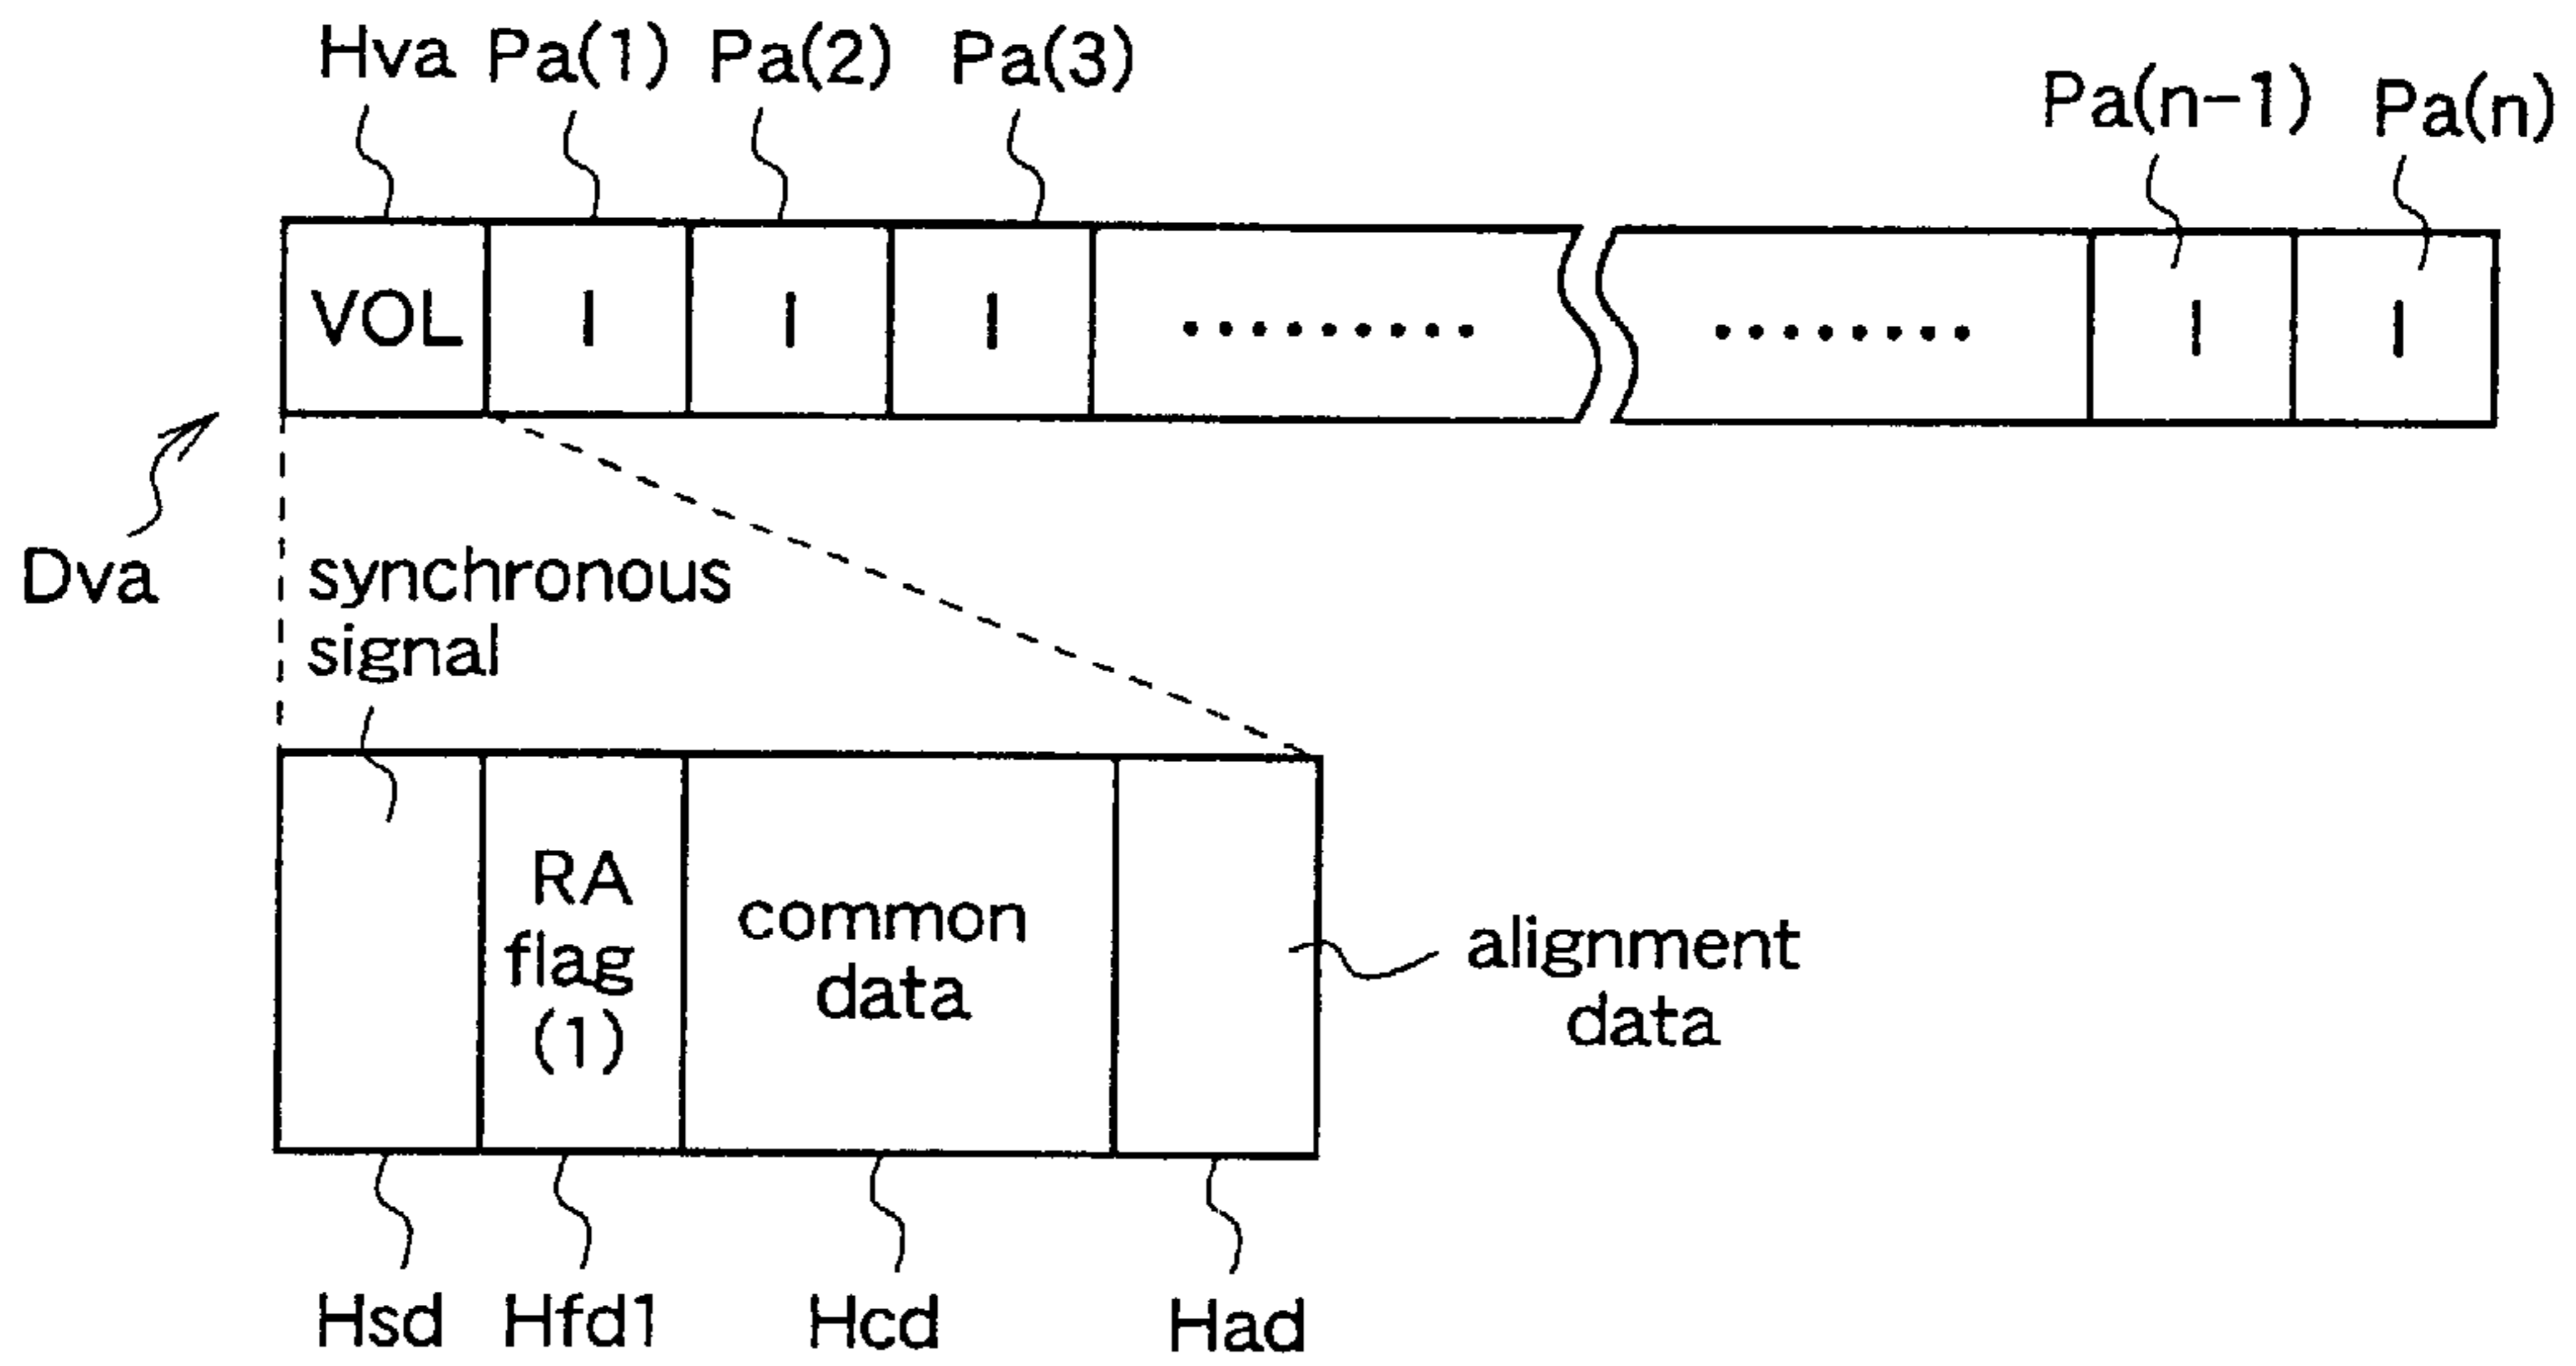 Hva Pa(1) Pa(2) Pa(3) Pa(n-1) Pa(n)
VOL I I I ......... ........ I I
Dva
synchronous
signal
RA
flag
(1)
common
data
alignment
data
Hsd Hfd1 Hcd Had